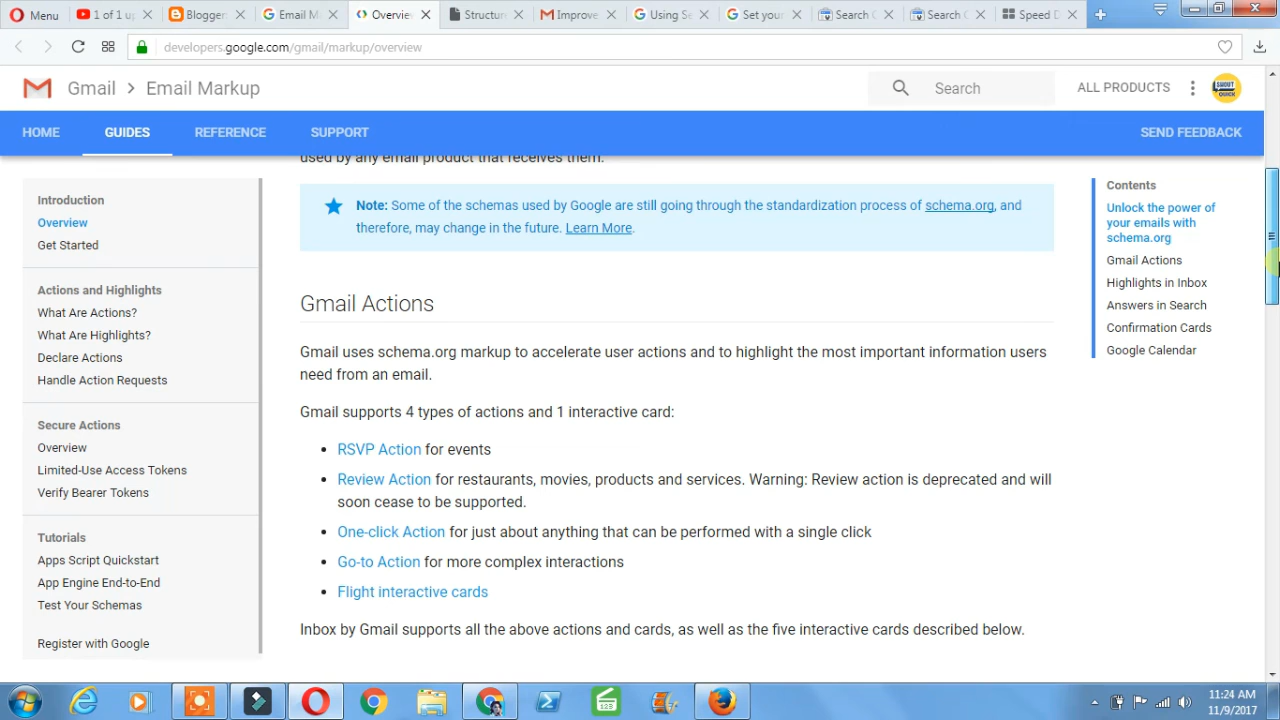 Menu
1 of 1 up
Blogger:
Email M
Overvie
Structur
Improve
Using Se
Set your
Search C
Search C
Speed D
developers.google.com/gmail/markup/overview
Gmail > Email Markup
Search
ALL PRODUCTS
SHOUT QUICK
HOME
GUIDES
REFERENCE
SUPPORT
SEND FEEDBACK
used by any email product that receives them.
Introduction
Overview
Get Started
Actions and Highlights
What Are Actions?
What Are Highlights?
Declare Actions
Handle Action Requests
Secure Actions
Overview
Limited-Use Access Tokens
Verify Bearer Tokens
Tutorials
Apps Script Quickstart
App Engine End-to-End
Test Your Schemas
Register with Google
Note: Some of the schemas used by Google are still going through the standardization process of schema.org, and
therefore, may change in the future. Learn More.
Gmail Actions
Gmail uses schema.org markup to accelerate user actions and to highlight the most important information users
need from an email.
Gmail supports 4 types of actions and 1 interactive card:
• RSVP Action for events
• Review Action for restaurants, movies, products and services. Warning: Review action is deprecated and will
soon cease to be supported.
• One-click Action for just about anything that can be performed with a single click
• Go-to Action for more complex interactions
• Flight interactive cards
Inbox by Gmail supports all the above actions and cards, as well as the five interactive cards described below.
Contents
Unlock the power of
your emails with
schema.org
Gmail Actions
Highlights in Inbox
Answers in Search
Confirmation Cards
Google Calendar
123
11:24 AM
11/9/2017